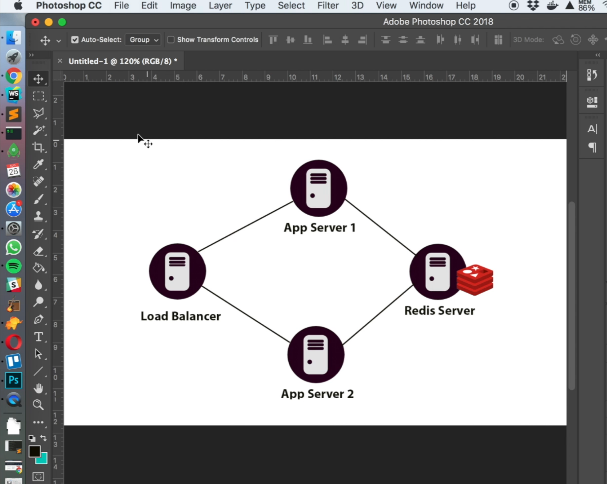 Photoshop CC File Edit Image Layer Type Select Filter 3D View Window Help MEM 86%
Adobe Photoshop CC 2018
Auto-Select: Group Show Transform Controls 3D Mode:
Untitled-1 @ 120% (RGB/8) *
App Server 1
Load Balancer
Redis Server
App Server 2